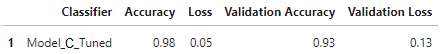 Classifier Accuracy Loss Validation Accuracy Validation Loss
1 Model_C_Tuned 0.98 0.05 0.93 0.13